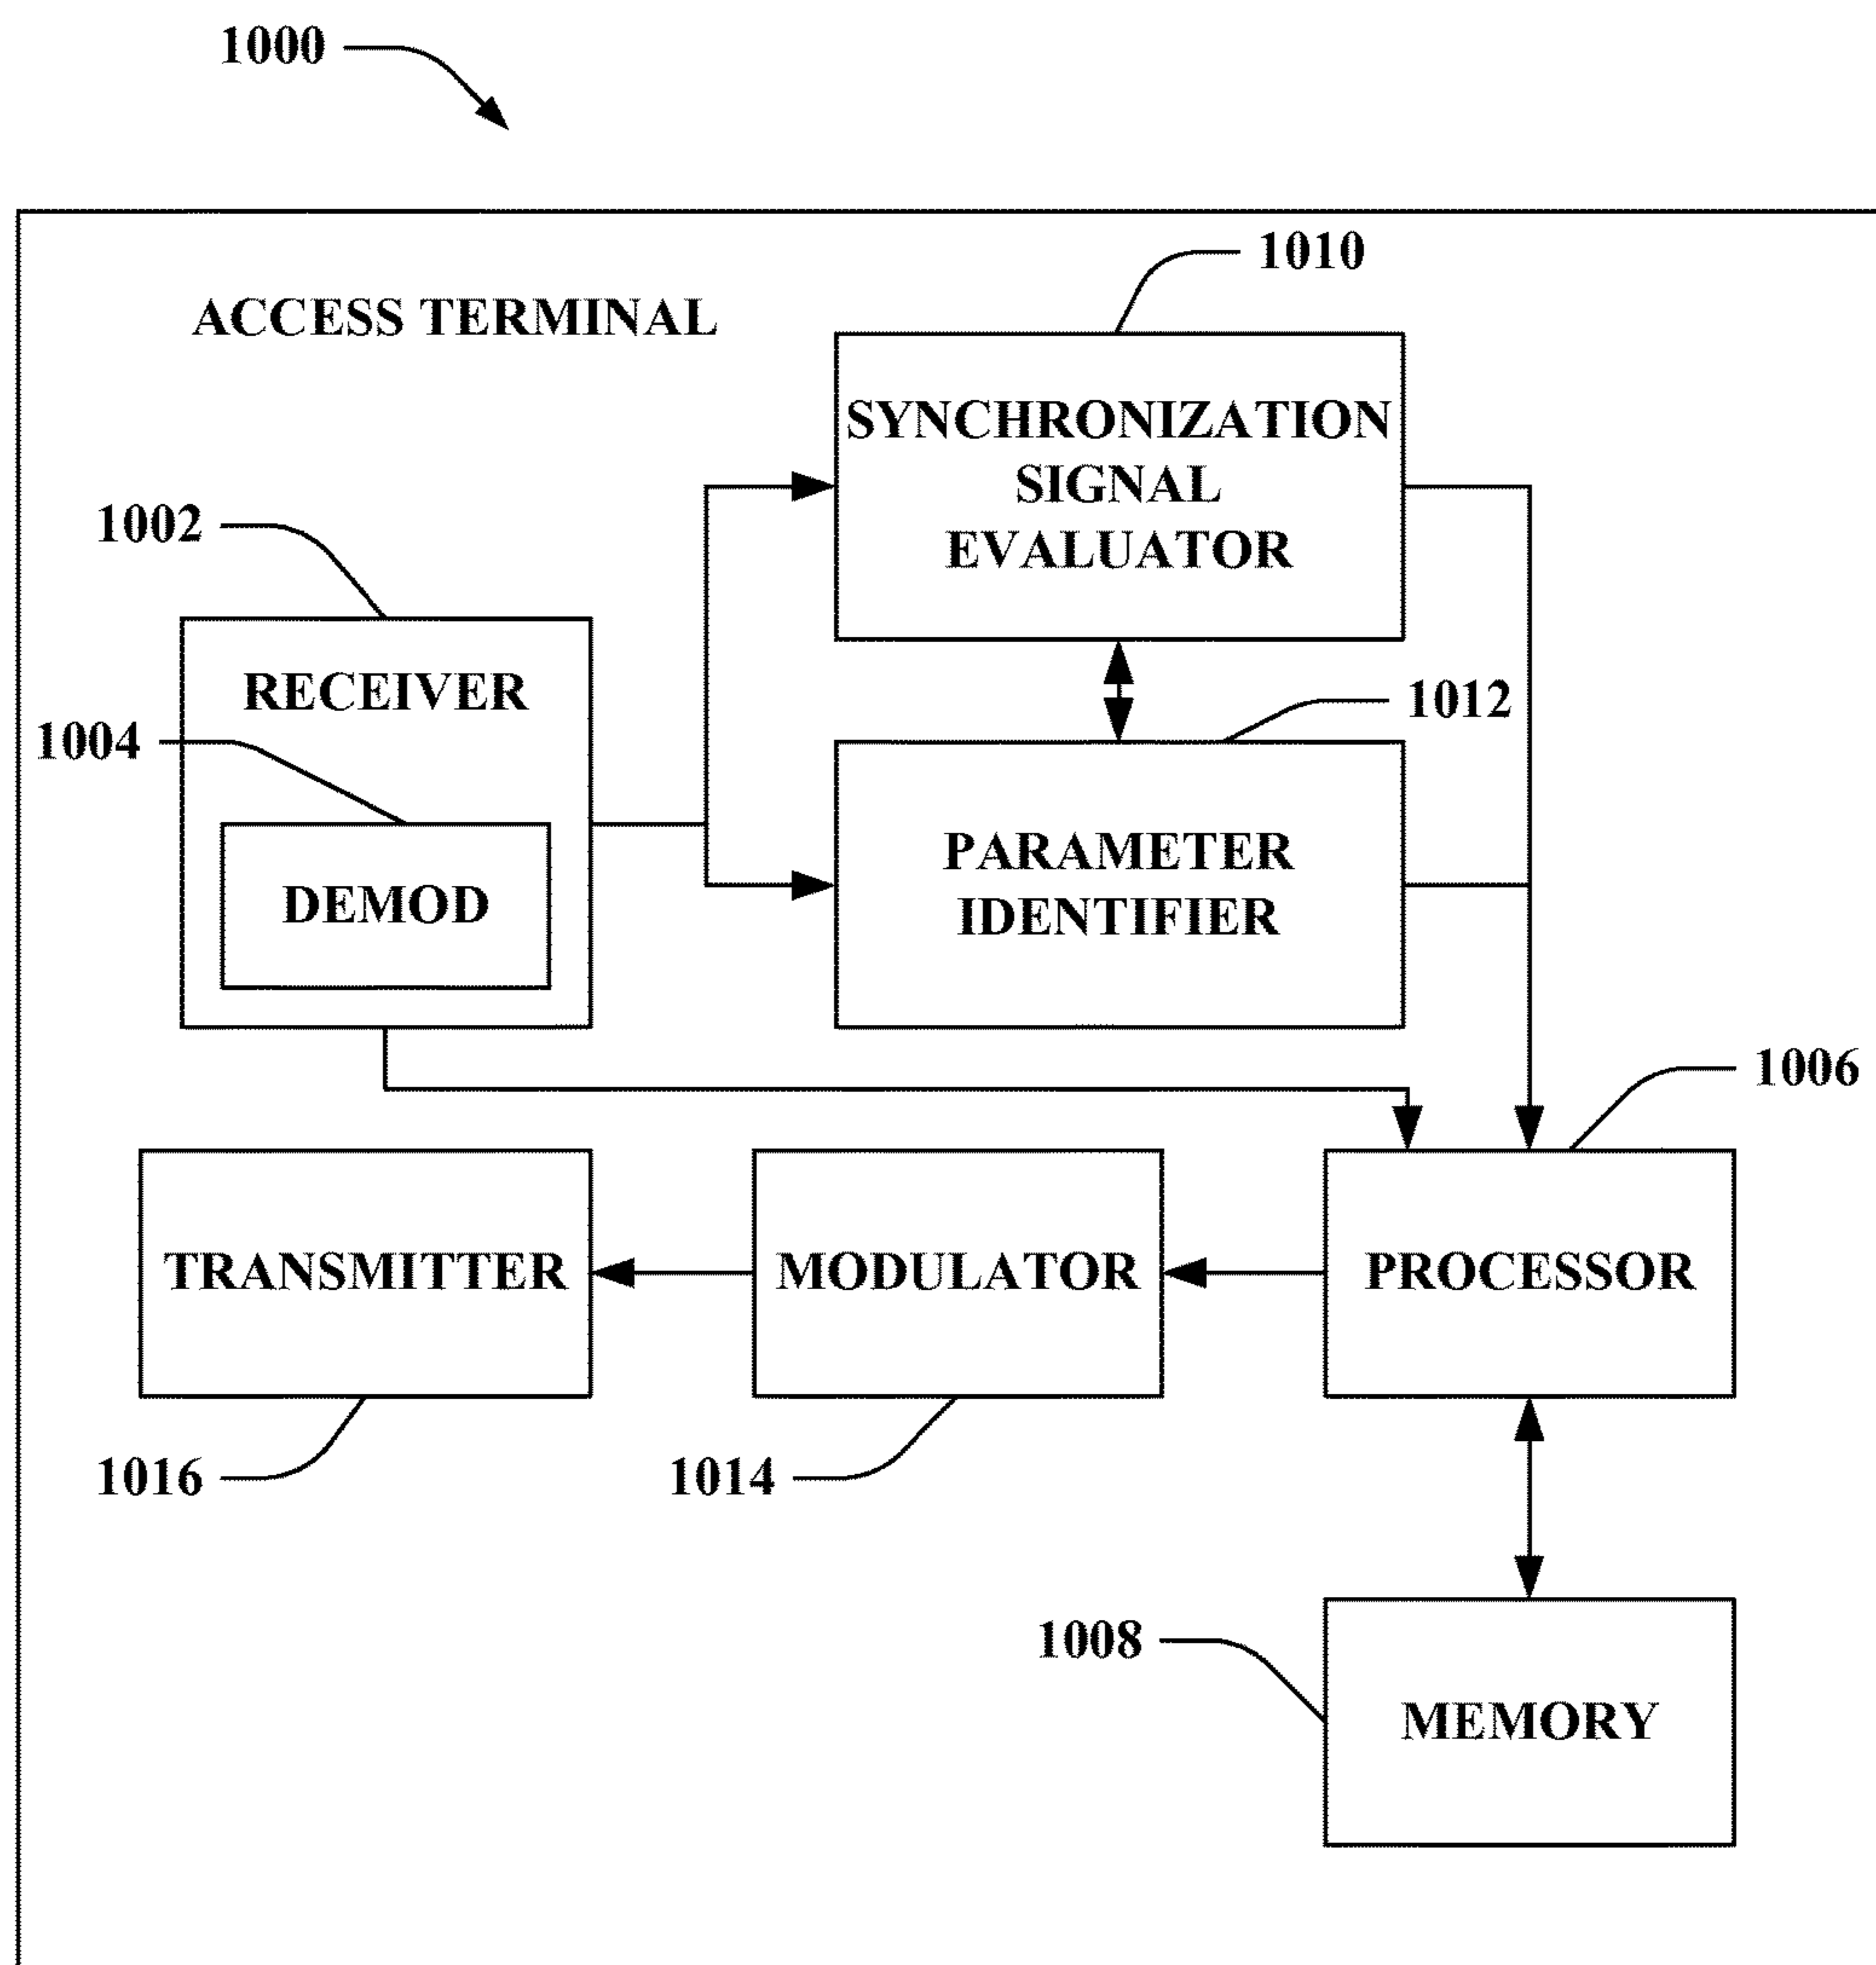 1000
1010
ACCESS TERMINAL
SYNCHRONIZATION
SIGNAL
EVALUATOR
1002
RECEIVER
1012
1004
DEMOD
PARAMETER
IDENTIFIER
1006
TRANSMITTER
MODULATOR
PROCESSOR
1016
1014
1008
MEMORY